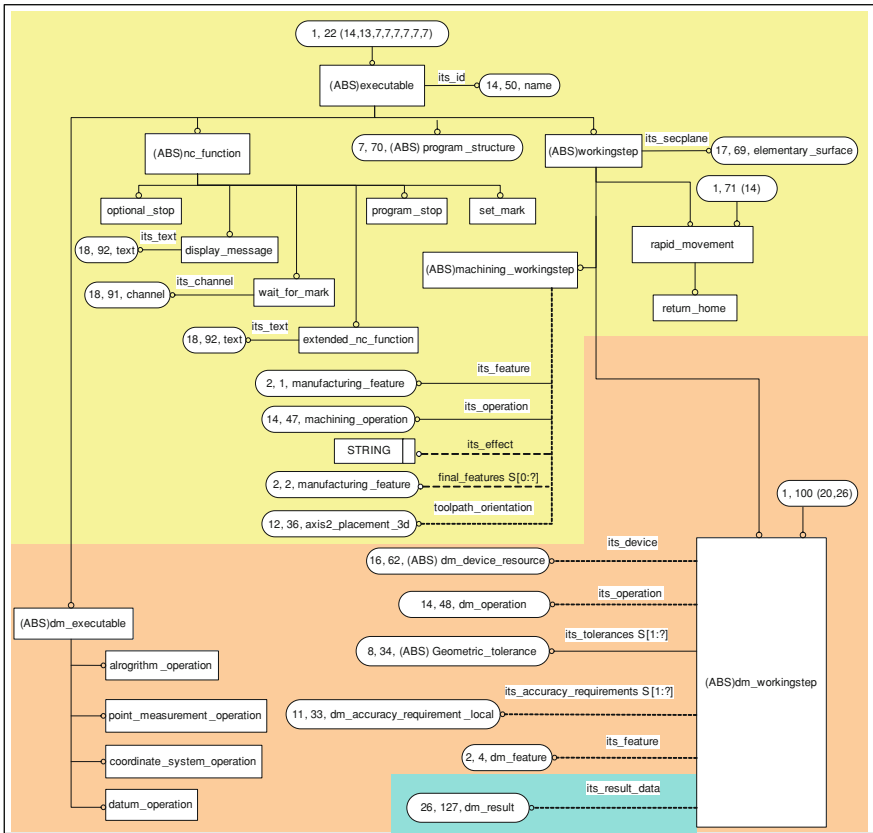 1, 22 (14,13,7,7,7,7,7,7)
its_id
(ABS)executable
14, 50, name
(ABS)nc_function
7, 70, (ABS) program_structure
(ABS)workingstep
its_secplane
17, 69, elementary_surface
optional_stop
program_stop
set_mark
1, 71 (14)
its_text
18, 92, text
display_message
rapid_movement
(ABS)machining_workingstep
its_channel
18, 91, channel
wait_for_mark
return_home
its_text
18, 92, text
extended_nc_function
its_feature
2, 1, manufacturing_feature
its_operation
14, 47, machining_operation
its_effect
STRING
final_features S[0:?]
2, 2, manufacturing_feature
1, 100 (20,26)
toolpath_orientation
12, 36, axis2_placement_3d
its_device
16, 62, (ABS) dm_device_resource
its_operation
14, 48, dm_operation
(ABS)dm_executable
its_tolerances S[1:?]
8, 34, (ABS) Geometric_tolerance
alrogrithm_operation
(ABS)dm_workingstep
its_accuracy_requirements S[1:?]
11, 33, dm_accuracy_requirement_local
point_measurement_operation
its_feature
2, 4, dm_feature
coordinate_system_operation
its_result_data
26, 127, dm_result
datum_operation